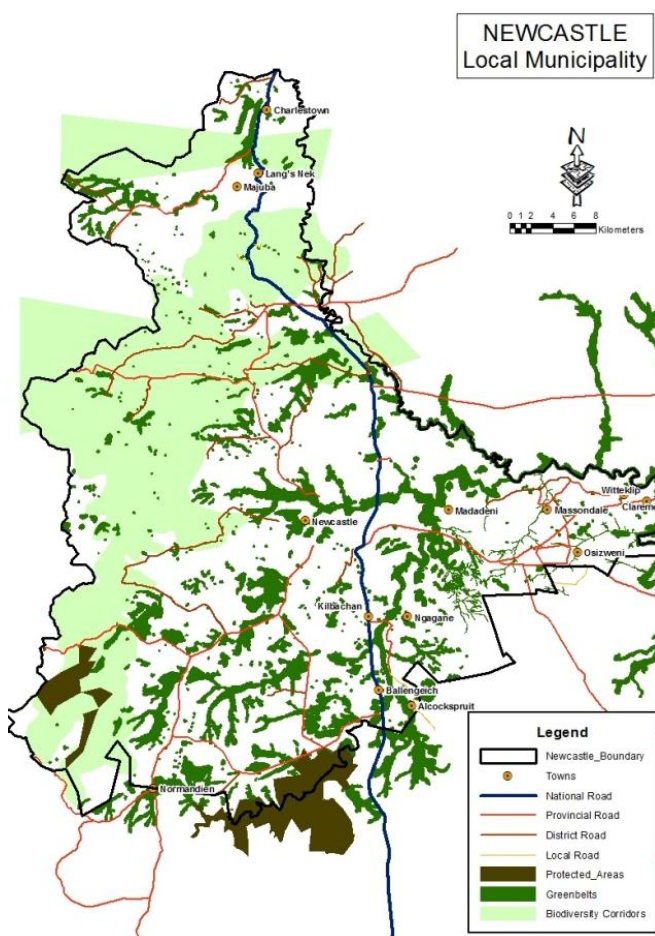 NEWCASTLE
Local Municipality
N
0 1 2 4 6 8
Kilometers
Charlestown
Lang's Nek
Majuba
Witteklip
Madadeni
Massondale
Clareme
Newcastle
Osizweni
Kilbachan
Ngagane
Ballengeich
Alcockspruit
Normandien
Legend
Newcastle_Boundary
Towns
National Road
Provincial Road
District Road
Local Road
Protected_Areas
Greenbelts
Biodiversity Corridors